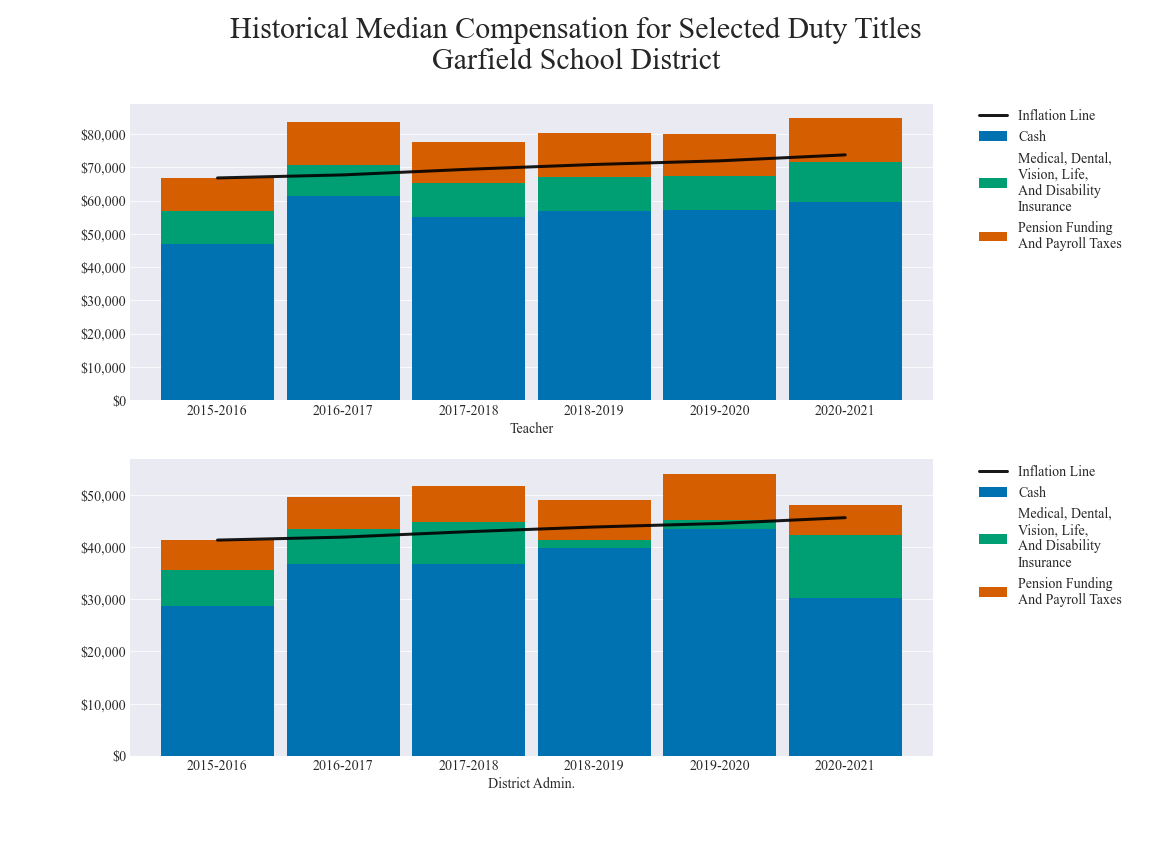 Historical Median Compensation for Selected Duty Titles
Garfield School District
$80,000
$70,000
$60,000
$50,000
$40,000
$30,000
$20,000
$10,000
$0
2015-2016 2016-2017 2017-2018 2018-2019 2019-2020 2020-2021
Teacher
Inflation Line
Cash
Medical, Dental,
Vision, Life,
And Disability
Insurance
Pension Funding
And Payroll Taxes
$50,000
$40,000
$30,000
$20,000
$10,000
$0
2015-2016 2016-2017 2017-2018 2018-2019 2019-2020 2020-2021
District Admin.
Inflation Line
Cash
Medical, Dental,
Vision, Life,
And Disability
Insurance
Pension Funding
And Payroll Taxes